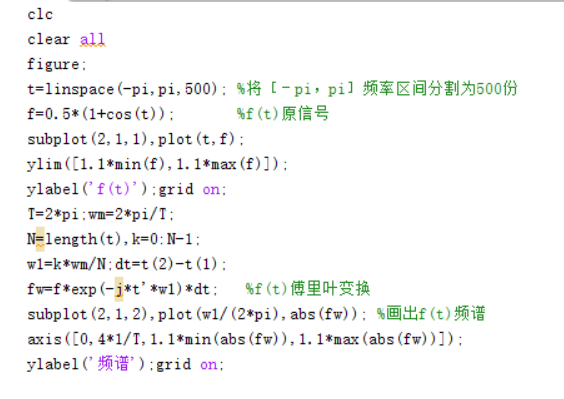 clc
clear all
figure;
t=linspace(-pi,pi,500); %将［－pi，pi］频率区间分割为500份
f=0.5*(1+cos(t)); %f(t)原信号
subplot(2,1,1),plot(t,f);
ylim([1.1*min(f),1.1*max(f)]);
ylabel('f(t)');grid on;
T=2*pi;wm=2*pi/T;
N=length(t),k=0:N-1;
w1=k*wm/N;dt=t(2)-t(1);
fw=f*exp(-j*t'*w1)*dt; %f(t)傅里叶变换
subplot(2,1,2),plot(w1/(2*pi),abs(fw)); %画出f(t)频谱
axis([0,4*1/T,1.1*min(abs(fw)),1.1*max(abs(fw))]);
ylabel('频谱');grid on;